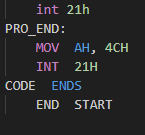 int 21h
PRO_END:
MOV AH, 4CH
INT 21H
CODE ENDS
END START